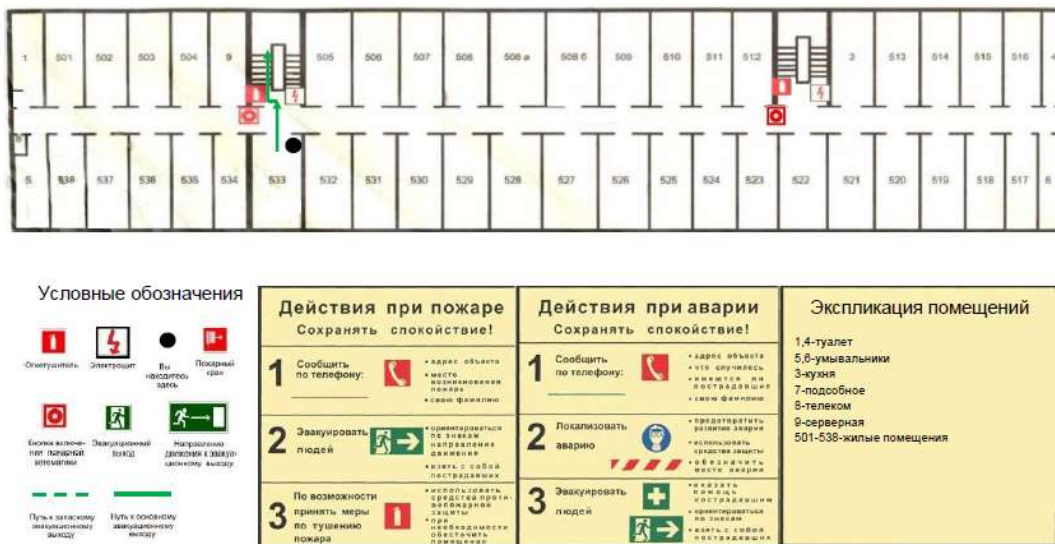 1 501 502 503 504 9 505 506 507 508 508 а 508 б 509 510 511 512 3 513 514 515 516 4
8
5 538 537 536 535 534 533 532 531 530 529 528 527 526 525 524 523 522 521 520 519 518 517 6
Условные обозначения
Огнетушитель
Электрощит
Вы
находитесь
здесь
Пожарный
кран
Кнопка включе-
ния пожарной
автоматики
Эвакуационный
выход
Направление
движения к эвакуа-
ционному выходу
Путь к запасному
эвакуационному
выходу
Путь к основному
эвакуационному
выходу
Действия при пожаре
Сохранять спокойствие!
1 Сообщить
по телефону:
• адрес объекта
• место
возникновения
пожара
• свою фамилию
2 Эвакуировать
людей
• ориентироваться
по знакам
направления
движения
• взять с собой
пострадавших
3 По возможности
принять меры
по тушению
пожара
• использовать
средства проти-
вопожарной
защиты
• при
необходимости
обесточить
помещение
Действия при аварии
Сохранять спокойствие!
1 Сообщить
по телефону:
• адрес объекта
• что случилось
• имеются ли
пострадавшие
• свою фамилию
2 Локализовать
аварию
• предотвратить
развитие аварии
• использовать
средства защиты
• обозначить
место аварии
3 Эвакуировать
людей
• оказать
помощь
пострадавшим
• ориентироваться
по знакам
• взять с собой
пострадавших
Экспликация помещений
1,4-туалет
5,6-умывальники
3-кухня
7-подсобное
8-телеком
9-серверная
501-538-жилые помещения